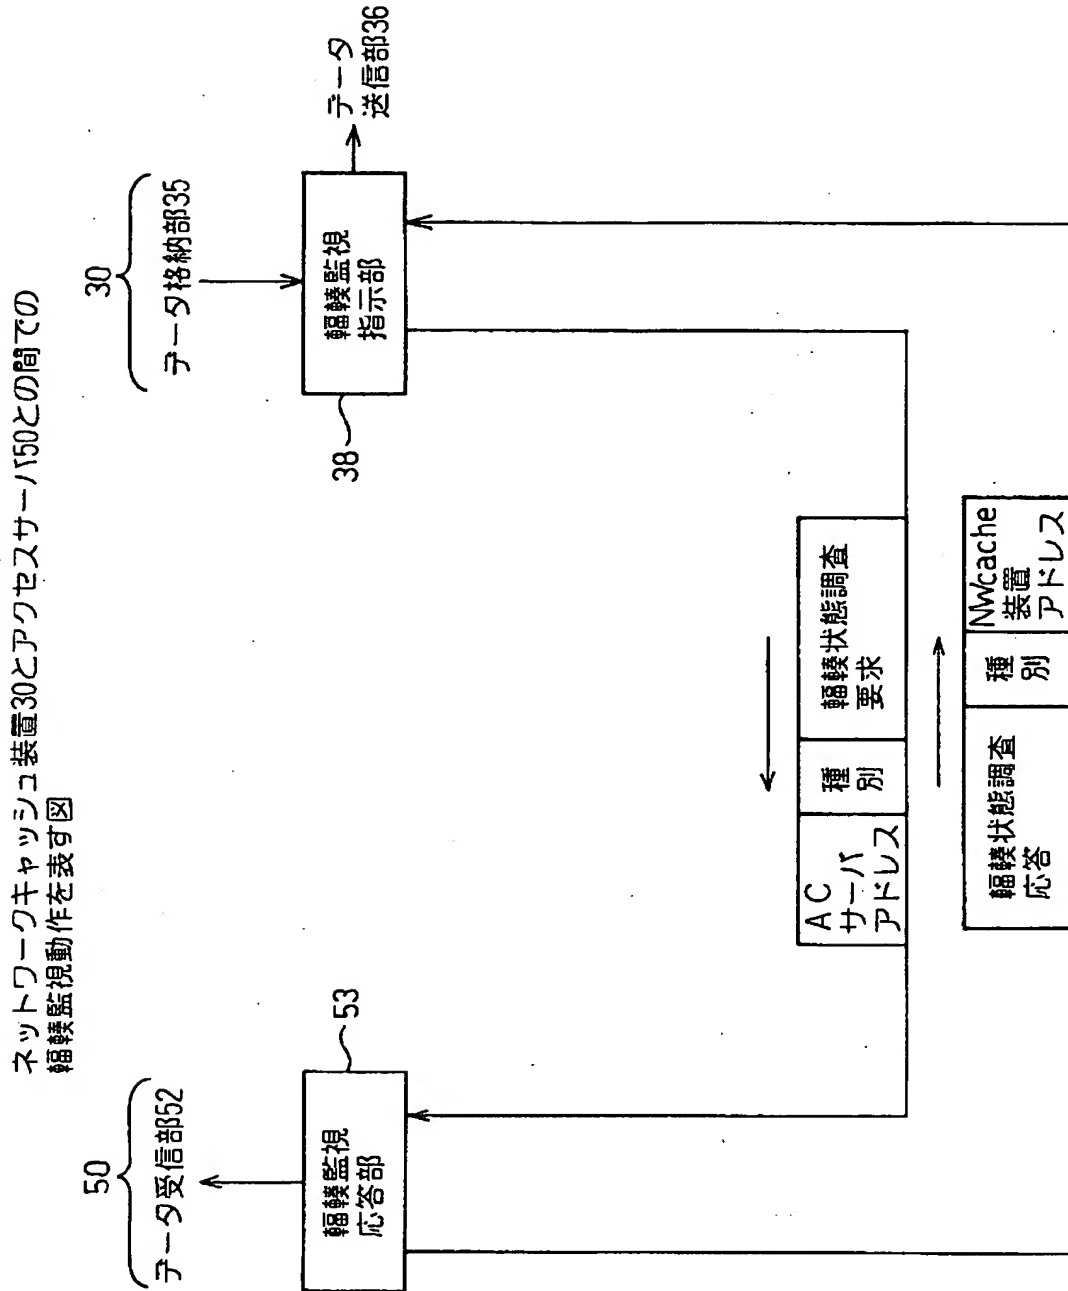 ネットワークキャッシュ装置30とアクセスサーバ50との間での
輻輳監視動作を表す図
50
データ受信部52
輻輳監視
応答部
53
30
データ格納部35
輻輳監視
指示部
38
データ
送信部36
AC
サーバ
アドレス
種別
輻輳状態調査
要求
輻輳状態調査
応答
種別
NWcache
装置
アドレス